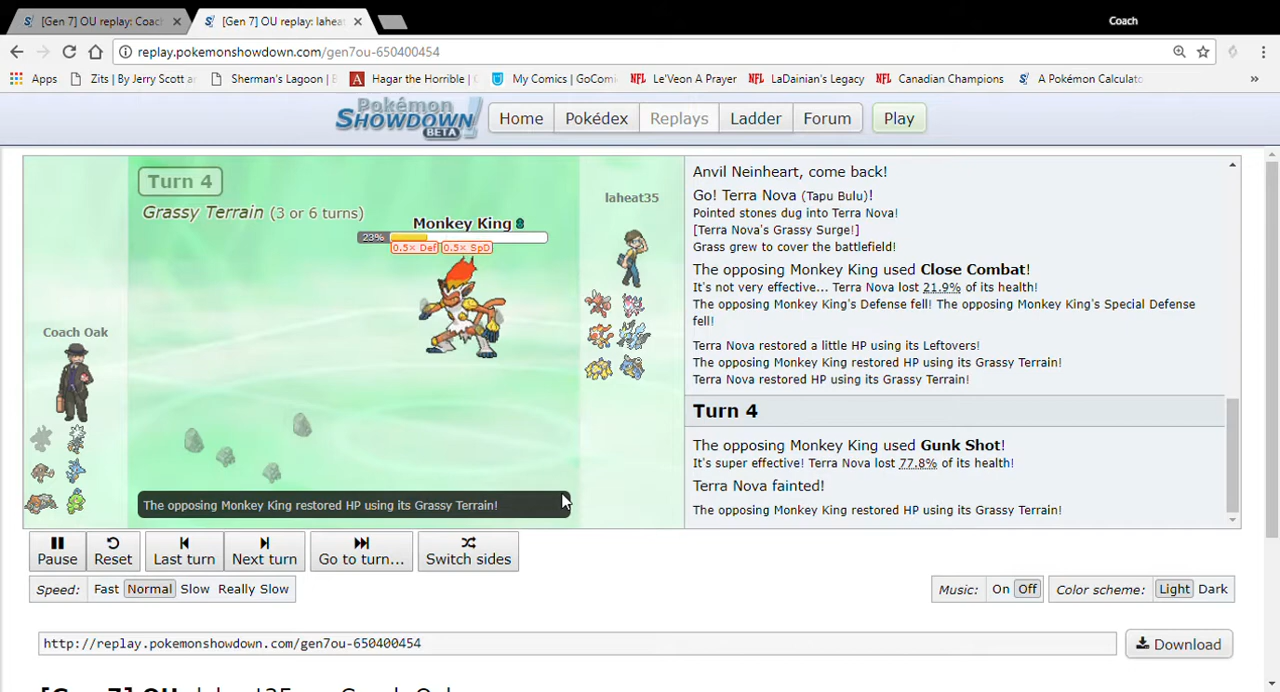 [Gen 7] OU replay: Coac
[Gen 7] OU replay: laheat
Coach
replay.pokemonshowdown.com/gen7ou-650400454
Apps
Zits | By Jerry Scott a
Sherman's Lagoon |
Hagar the Horrible |
My Comics | GoComi
NFL Le'Veon A Prayer
NFL LaDainian's Legacy
NFL Canadian Champions
A Pokémon Calculato
»
Pokémon
SHOWDOWN!
BETA
Home
Pokédex
Replays
Ladder
Forum
Play
Turn 4
Grassy Terrain (3 or 6 turns)
Monkey King
23%
0.5× Def 0.5× SpD
laheat35
Coach Oak
The opposing Monkey King restored HP using its Grassy Terrain!
Anvil Neinheart, come back!
Go! Terra Nova (Tapu Bulu)!
Pointed stones dug into Terra Nova!
[Terra Nova's Grassy Surge!]
Grass grew to cover the battlefield!
The opposing Monkey King used Close Combat!
It's not very effective... Terra Nova lost 21.9% of its health!
The opposing Monkey King's Defense fell! The opposing Monkey King's Special Defense
fell!
Terra Nova restored a little HP using its Leftovers!
The opposing Monkey King restored HP using its Grassy Terrain!
Terra Nova restored HP using its Grassy Terrain!
Turn 4
The opposing Monkey King used Gunk Shot!
It's super effective! Terra Nova lost 77.8% of its health!
Terra Nova fainted!
The opposing Monkey King restored HP using its Grassy Terrain!
Pause
Reset
Last turn
Next turn
Go to turn...
Switch sides
Speed: Fast Normal Slow Really Slow
Music: On Off
Color scheme: Light Dark
http://replay.pokemonshowdown.com/gen7ou-650400454
Download
[Gen 7] OU: laheat35 vs. Coach Oak